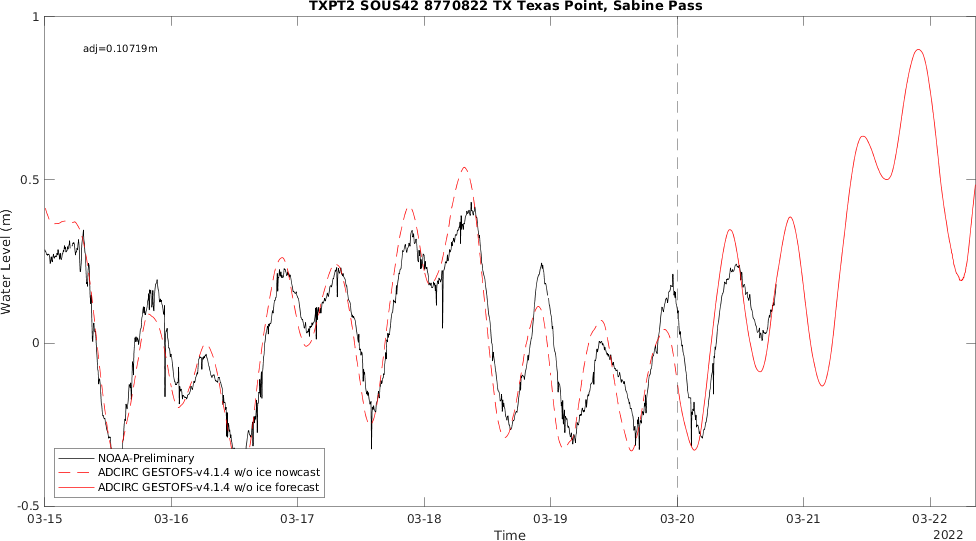 TXPT2 SOUS42 8770822 TX Texas Point, Sabine Pass
1
adj=0.10719m
0.5
Water Level (m)
0
NOAA-Preliminary
ADCIRC GESTOFS-v4.1.4 w/o ice nowcast
ADCIRC GESTOFS-v4.1.4 w/o ice forecast
-0.5
03-15 03-16 03-17 03-18 03-19 03-20 03-21 03-22
Time 2022